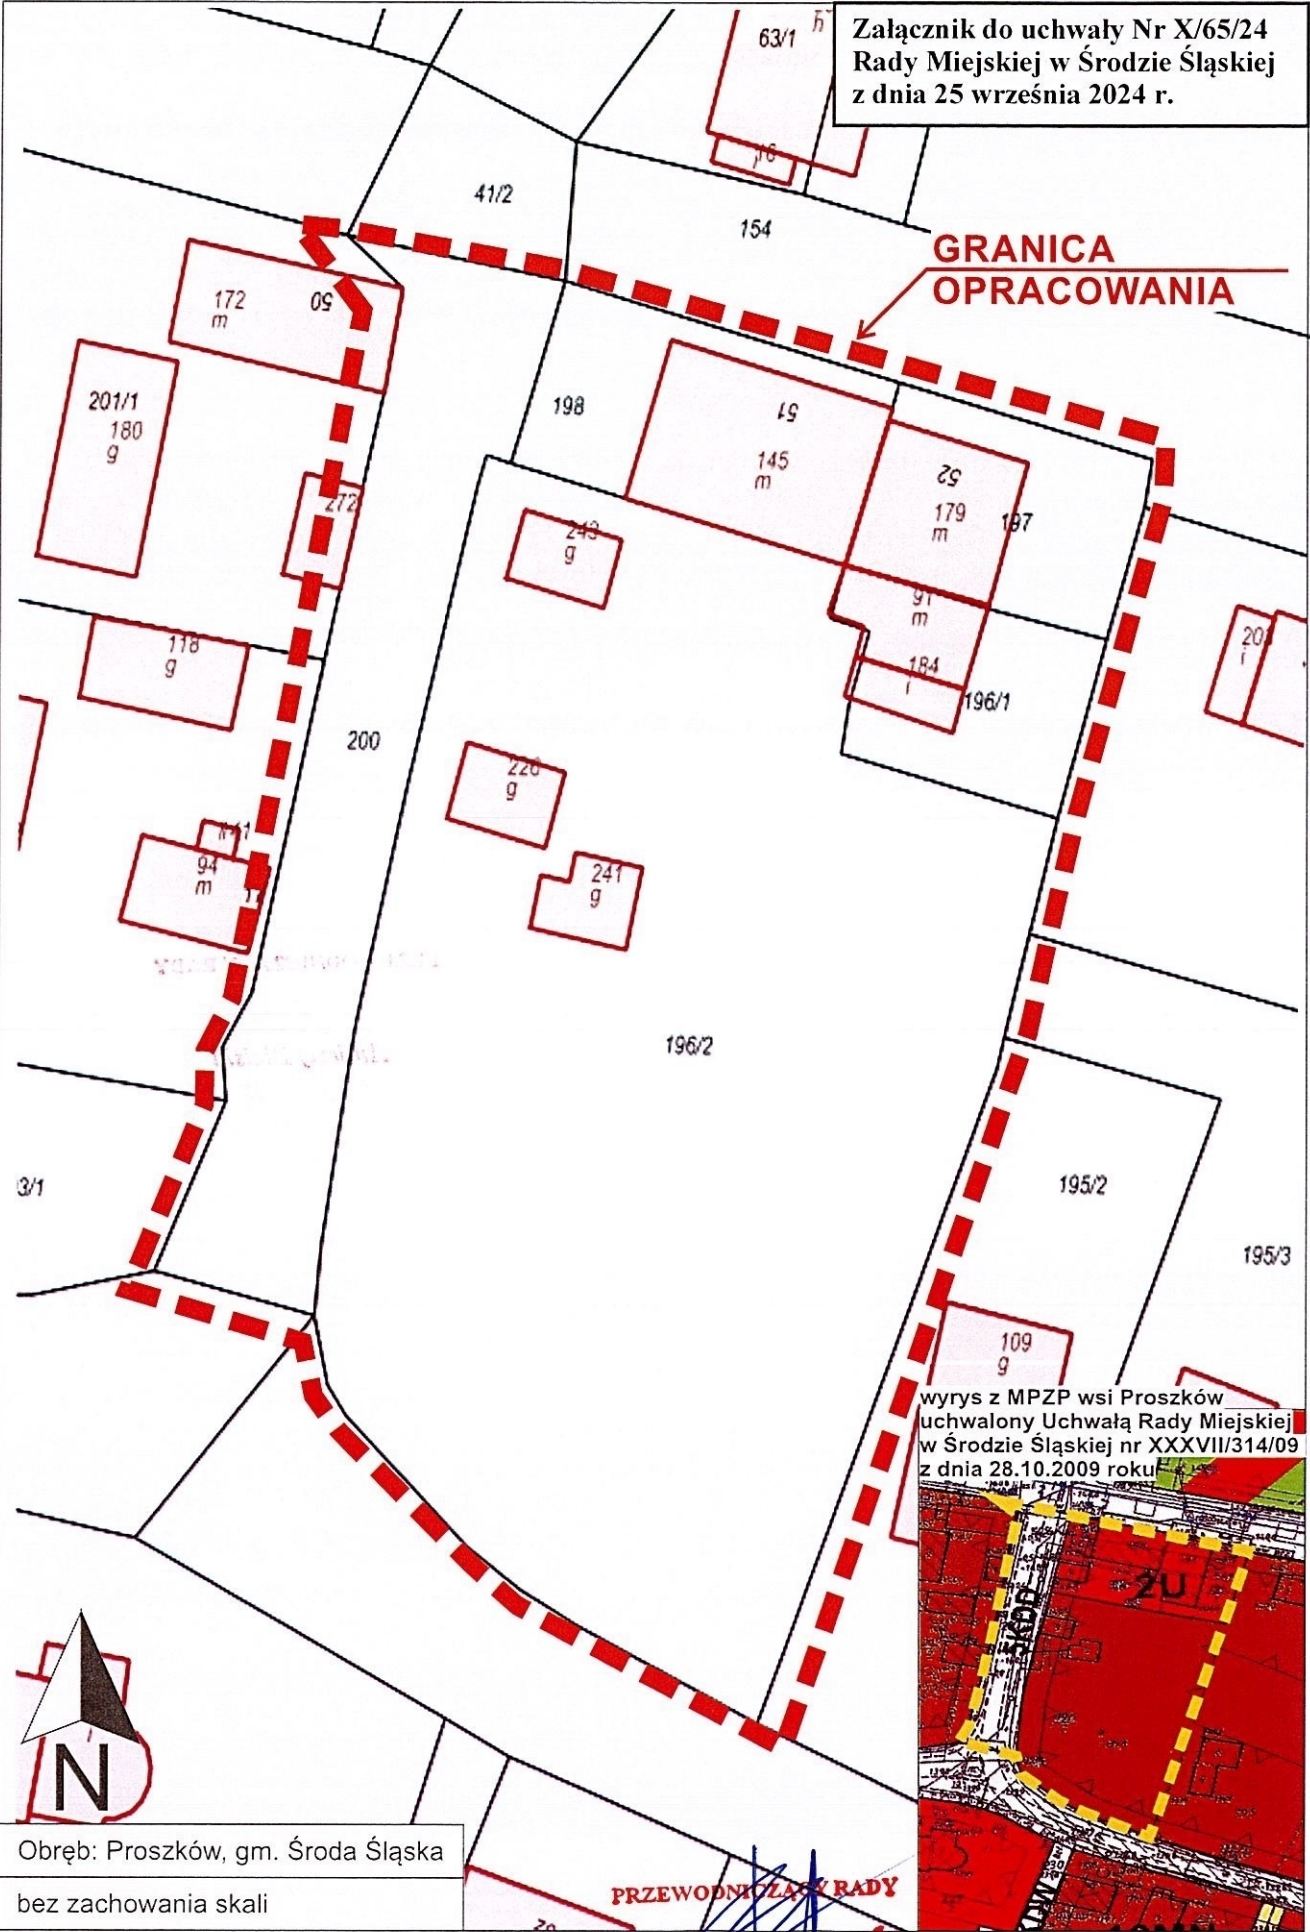 Załącznik do uchwały Nr X/65/24
Rady Miejskiej w Środzie Śląskiej
z dnia 25 września 2024 r.
63/1
41/2
154
GRANICA
OPRACOWANIA
172
m
50
201/1
180
g
198
51
145
m
52
179
m
197
272
243
g
91
m
118
g
184
i
196/1
200
226
g
94
m
241
g
196/2
195/2
3/1
195/3
109
g
wyrys z MPZP wsi Proszków
uchwalony Uchwałą Rady Miejskiej
w Środzie Śląskiej nr XXXVII/314/09
z dnia 28.10.2009 roku
2U
5KDD
N
Obręb: Proszków, gm. Środa Śląska
bez zachowania skali
PRZEWODNICZĄCY RADY